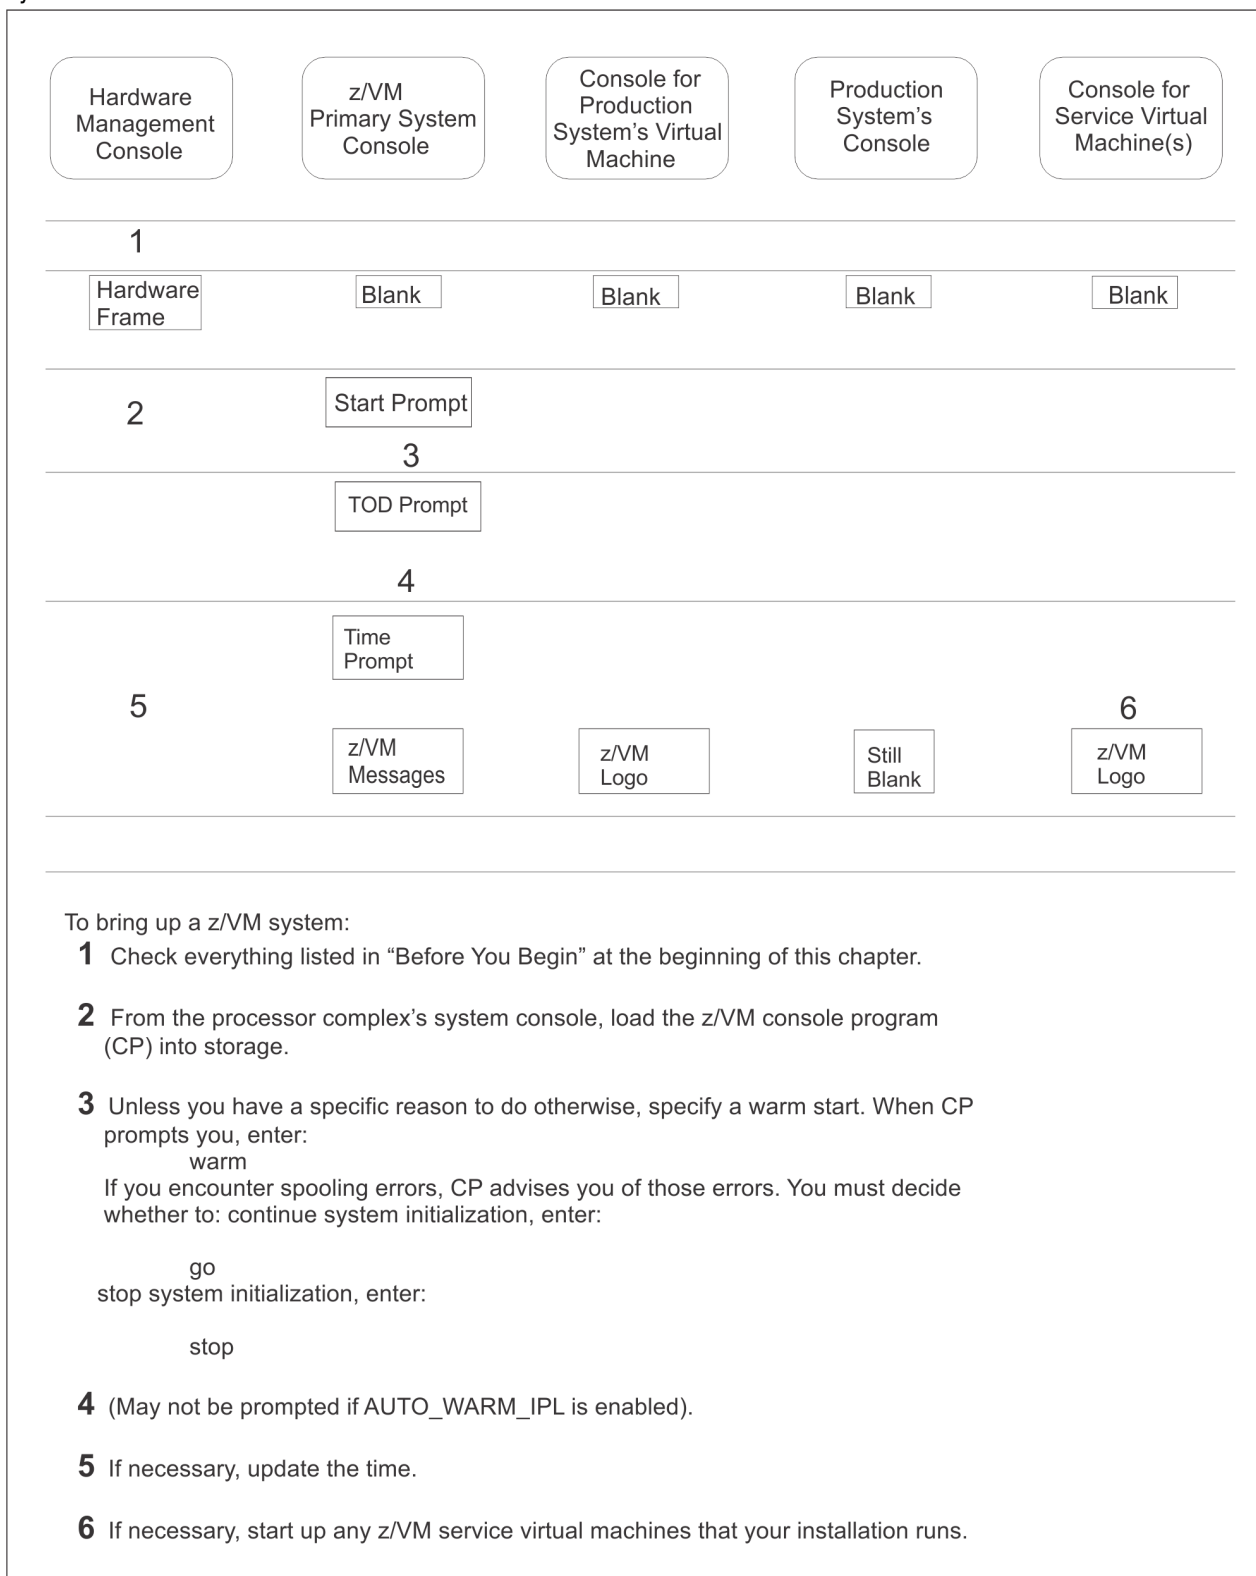 Hardware
Management
Console
z/VM
Primary System
Console
Console for
Production
System's Virtual
Machine
Production
System's
Console
Console for
Service Virtual
Machine(s)
1
Hardware
Frame
Blank
Blank
Blank
Blank
2
Start Prompt
3
TOD Prompt
4
Time
Prompt
5
6
z/VM
Messages
z/VM
Logo
Still
Blank
z/VM
Logo
To bring up a z/VM system:
1 Check everything listed in “Before You Begin” at the beginning of this chapter.
2 From the processor complex's system console, load the z/VM console program
(CP) into storage.
3 Unless you have a specific reason to do otherwise, specify a warm start. When CP
prompts you, enter:
warm
If you encounter spooling errors, CP advises you of those errors. You must decide
whether to: continue system initialization, enter:
go
stop system initialization, enter:
stop
4 (May not be prompted if AUTO_WARM_IPL is enabled).
5 If necessary, update the time.
6 If necessary, start up any z/VM service virtual machines that your installation runs.